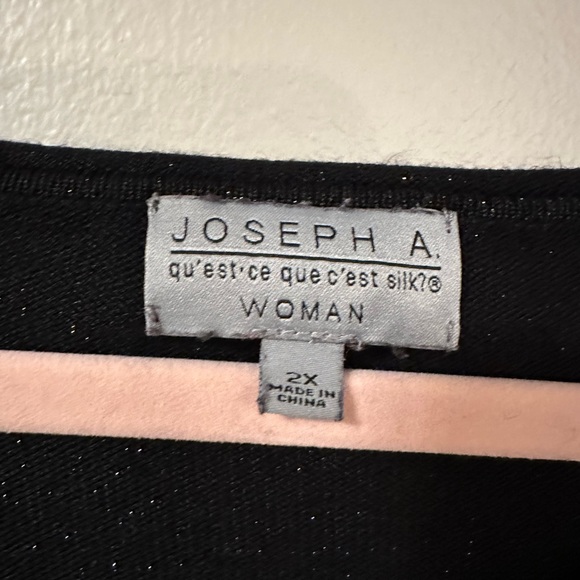 JOSEPH A.
qu'est·ce que c'est silk?®
WOMAN
2X
MADE IN
CHINA